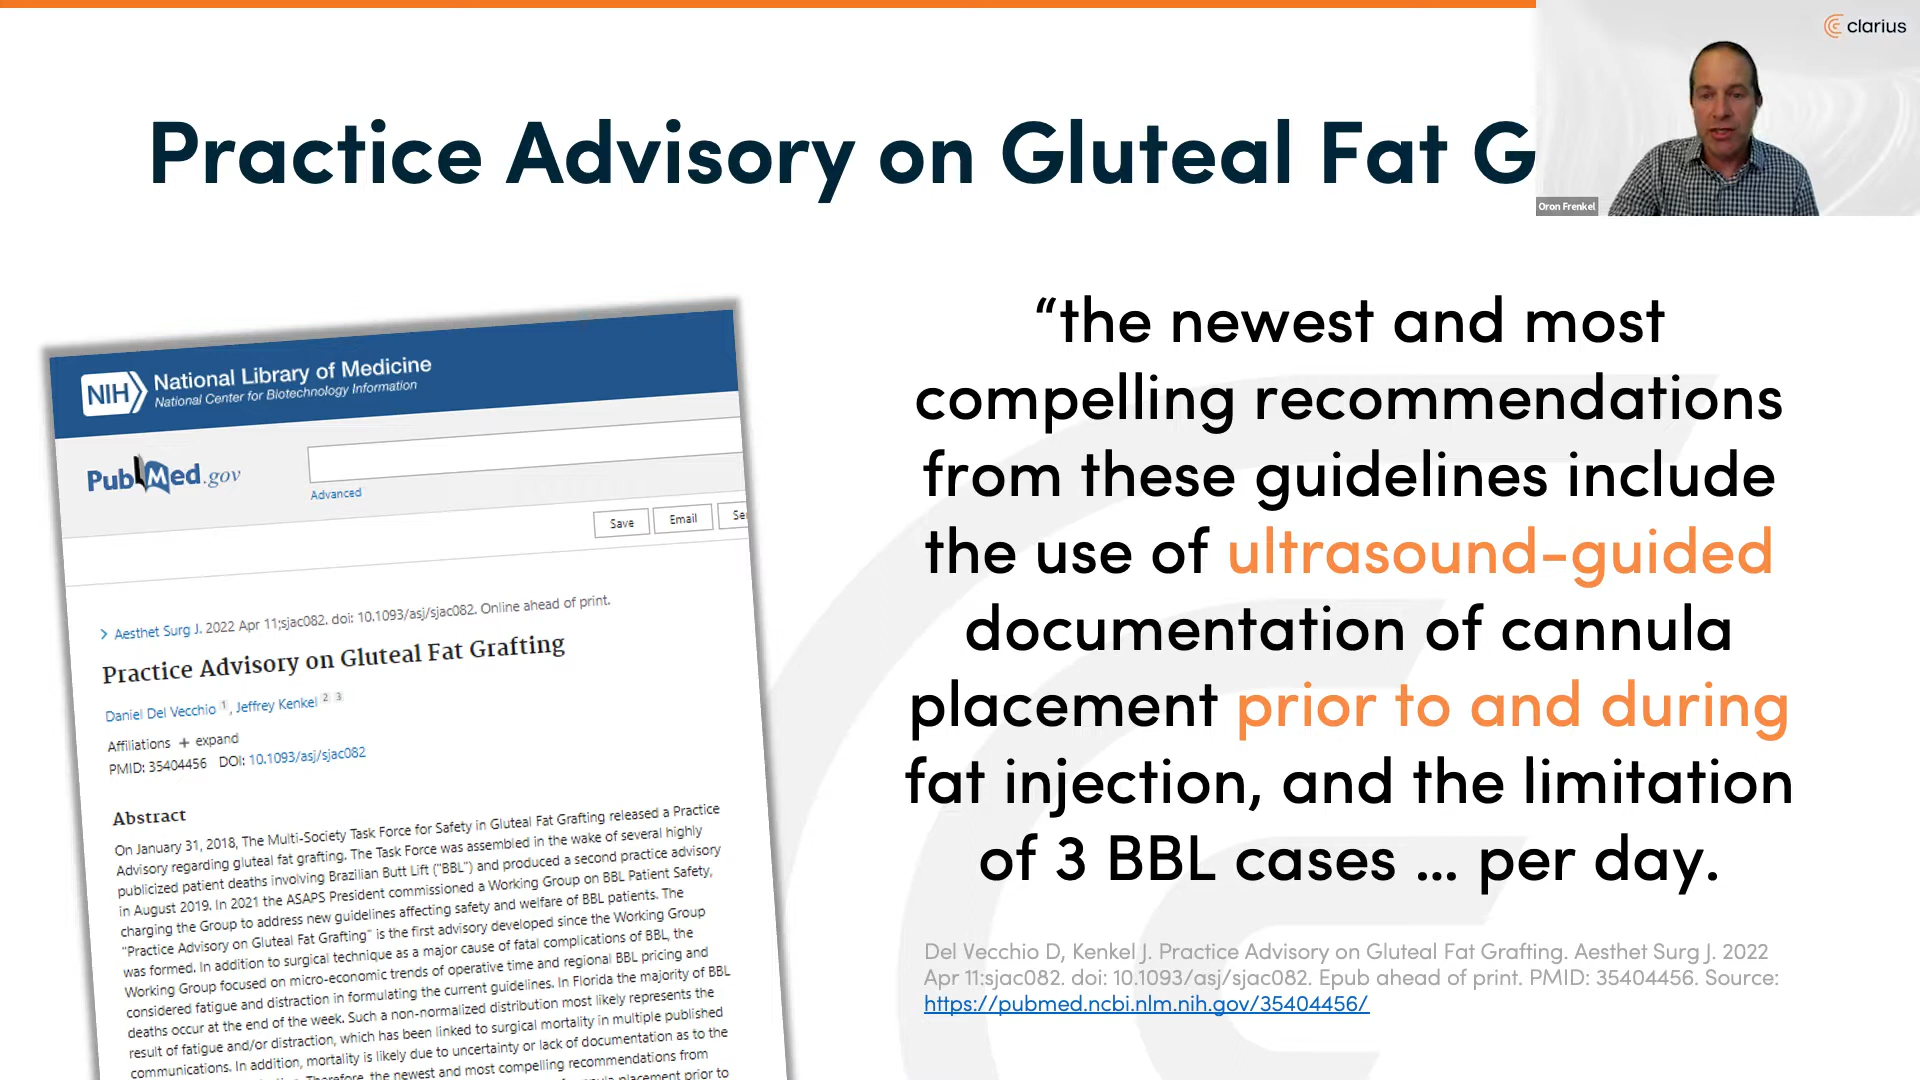 clarius
Practice Advisory on Gluteal Fat G
Oron Frenkel
NIH National Library of Medicine
National Center for Biotechnology Information
PubMed.gov
Advanced
Save Email Se
> Aesthet Surg J. 2022 Apr 11;sjac082. doi: 10.1093/asj/sjac082. Online ahead of print.
Practice Advisory on Gluteal Fat Grafting
Daniel Del Vecchio 1, Jeffrey Kenkel 2 3
Affiliations + expand
PMID: 35404456 DOI: 10.1093/asj/sjac082
Abstract
On January 31, 2018, The Multi-Society Task Force for Safety in Gluteal Fat Grafting released a Practice
Advisory regarding gluteal fat grafting. The Task Force was assembled in the wake of several highly
publicized patient deaths involving Brazilian Butt Lift ("BBL") and produced a second practice advisory
in August 2019. In 2021 the ASAPS President commissioned a Working Group on BBL Patient Safety,
charging the Group to address new guidelines affecting safety and welfare of BBL patients. The
"Practice Advisory on Gluteal Fat Grafting" is the first advisory developed since the Working Group
was formed. In addition to surgical technique as a major cause of fatal complications of BBL, the
Working Group focused on micro-economic trends of operative time and regional BBL pricing and
considered fatigue and distraction in formulating the current guidelines. In Florida the majority of BBL
deaths occur at the end of the week. Such a non-normalized distribution most likely represents the
result of fatigue and/or distraction, which has been linked to surgical mortality in multiple published
communications. In addition, mortality is likely due to uncertainty or lack of documentation as to the
Therefore, the newest and most compelling recommendations from
placement prior to
“the newest and most
compelling recommendations
from these guidelines include
the use of ultrasound-guided
documentation of cannula
placement prior to and during
fat injection, and the limitation
of 3 BBL cases ... per day.
Del Vecchio D, Kenkel J. Practice Advisory on Gluteal Fat Grafting. Aesthet Surg J. 2022
Apr 11:sjac082. doi: 10.1093/asj/sjac082. Epub ahead of print. PMID: 35404456. Source:
https://pubmed.ncbi.nlm.nih.gov/35404456/